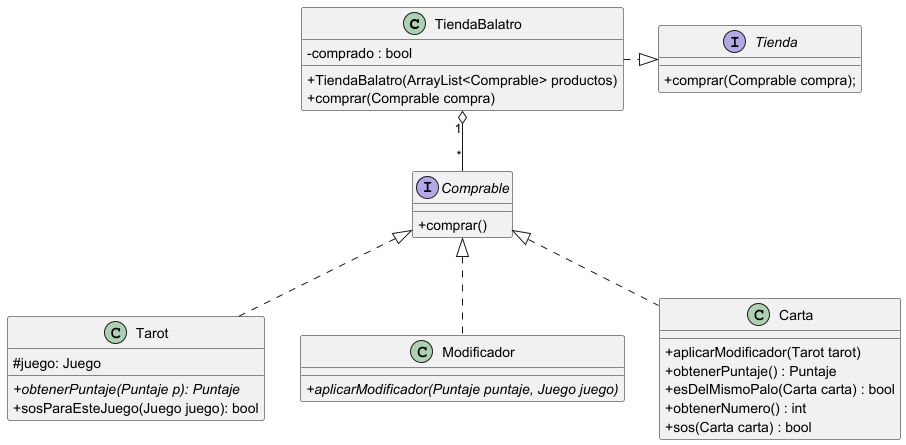 C TiendaBalatro
-comprado : bool
+TiendaBalatro(ArrayList<Comprable> productos)
+comprar(Comprable compra)
I Tienda
+comprar(Comprable compra);
1
*
I Comprable
+comprar()
C Tarot
#juego: Juego
+obtenerPuntaje(Puntaje p): Puntaje
+sosParaEsteJuego(Juego juego): bool
C Modificador
+aplicarModificador(Puntaje puntaje, Juego juego)
C Carta
+aplicarModificador(Tarot tarot)
+obtenerPuntaje() : Puntaje
+esDelMismoPalo(Carta carta) : bool
+obtenerNumero() : int
+sos(Carta carta) : bool